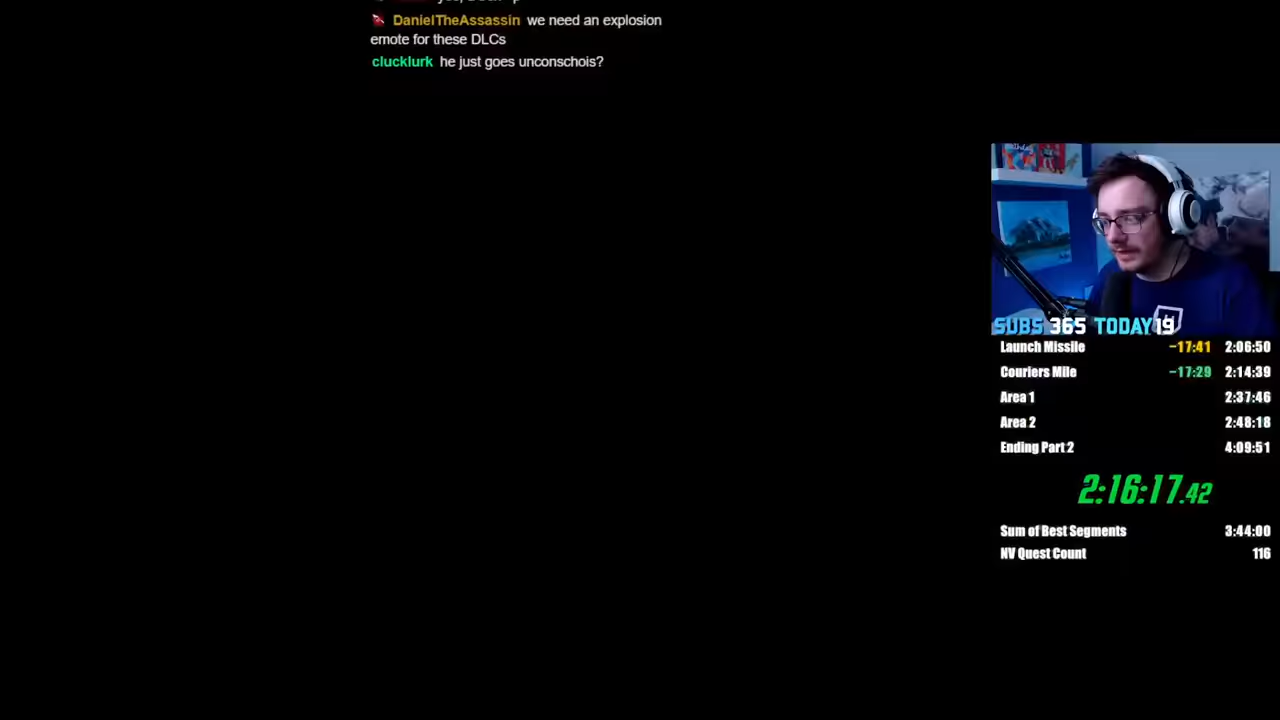 DanielTheAssassin we need an explosion
emote for these DLCs
clucklurk he just goes unconschois?
SUBS 365 TODAY 19
Launch Missile -17:41 2:06:50
Couriers Mile -17:29 2:14:39
Area 1 2:37:46
Area 2 2:48:18
Ending Part 2 4:09:51
2:16:17.42
Sum of Best Segments 3:44:00
NV Quest Count 116